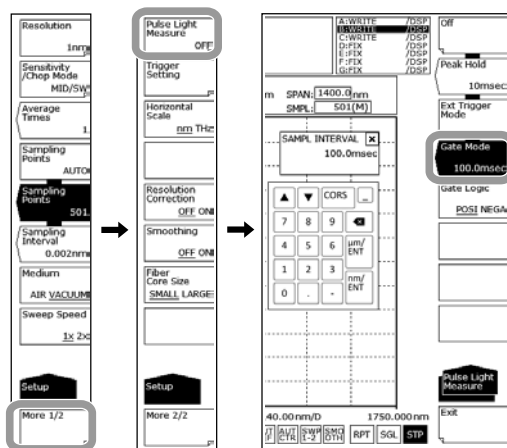 Resolution
1nm
Sensitivity
/Chop Mode
MID/SW
Average
Times
1.
Sampling
Points
AUTO
Sampling
Points
501.
Sampling
Interval
0.002nm
Medium
AIR VACUUM
Sweep Speed
1x 2x
Setup
More 1/2
Pulse Light
Measure
OFF
Trigger
Setting
Horizontal
Scale
nm THz
Resolution
Correction
OFF ON
Smoothing
OFF ON
Fiber
Core Size
SMALL LARGE
Setup
More 2/2
A:WRITE /DSP
B:WRITE /DSP
C:WRITE /DSP
D:FIX /DSP
E:FIX /DSP
F:FIX /DSP
G:FIX /DSP
m SPAN: 1400.0 nm
SMPL: 501(M)
SAMPL INTERVAL
100.0msec
CORS _
7 8 9
4 5 6 µm/
ENT
1 2 3
0 . - nm/
ENT
40.00nm/D 1750.000nm
AUT
CTR
SWP
1-2
SMO
OTH
RPT SGL STP
Off
Peak Hold
10msec
Ext Trigger
Mode
Gate Mode
100.0msec
Gate Logic
POSI NEGA
Pulse Light
Measure
Exit